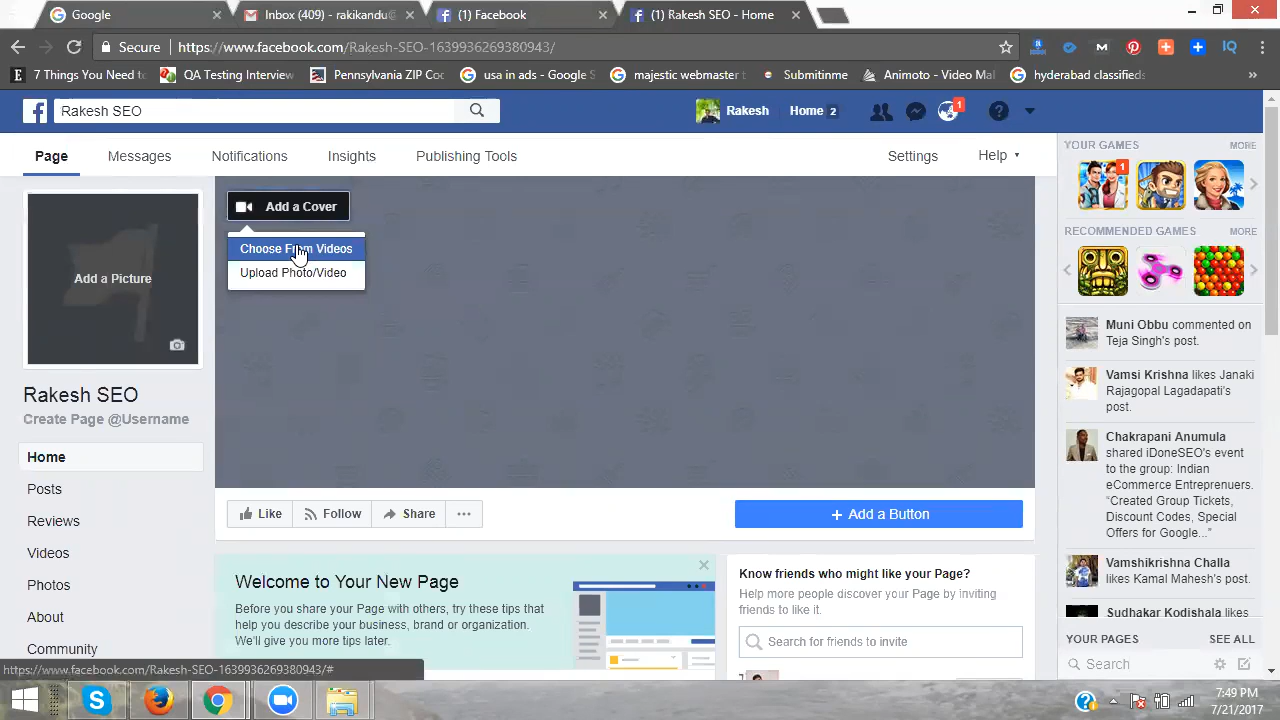 Google
Inbox (409) - rakikandu@
(1) Facebook
(1) Rakesh SEO - Home
Secure
https://www.facebook.com/Rakesh-SEO-1639936269380943/
7 Things You Need to
QA Testing Interview
Pennsylvania ZIP Coc
usa in ads - Google S
majestic webmaster t
Submitinme
Animoto - Video Mal
hyderabad classifieds
»
Rakesh SEO
Rakesh
Home 2
1
Page
Messages
Notifications
Insights
Publishing Tools
Settings
Help
YOUR GAMES
MORE
1
RECOMMENDED GAMES
MORE
Add a Cover
Choose From Videos
Upload Photo/Video
Add a Picture
Rakesh SEO
Create Page @Username
Home
Posts
Reviews
Videos
Photos
About
Community
Like
Follow
Share
...
+ Add a Button
Welcome to Your New Page
Before you share your Page with others, try these tips that
help you describe your business, brand or organization.
We'll give you more tips later.
Know friends who might like your Page?
Help more people discover your Page by inviting
friends to like it.
Search for friends to invite
Muni Obbu commented on
Teja Singh's post.
Vamsi Krishna likes Janaki
Rajagopal Lagadapati's
post.
Chakrapani Anumula
shared iDoneSEO's event
to the group: Indian
eCommerce Entreprenuers.
"Created Group Tickets,
Discount Codes, Special
Offers for Google..."
Vamshikrishna Challa
likes Kamal Mahesh's post.
Sudhakar Kodishala likes
YOUR PAGES
SEE ALL
Search
https://www.facebook.com/Rakesh-SEO-1639936269380943/#
7:49 PM
7/21/2017